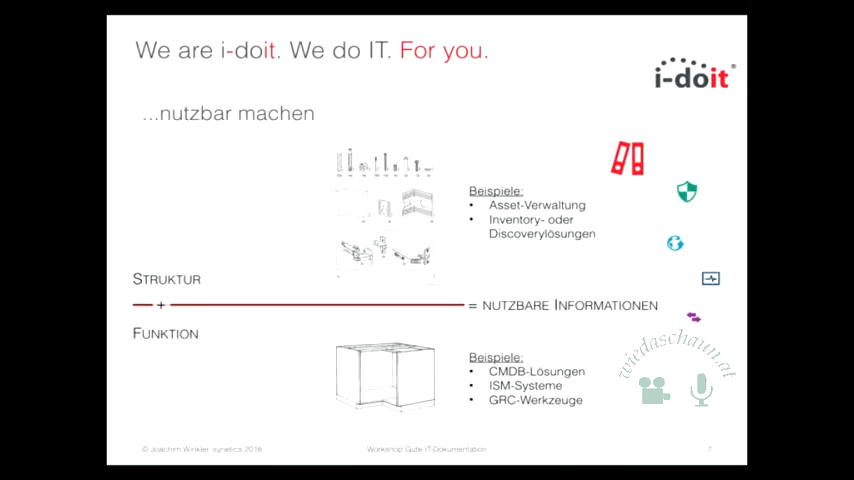 We are i-doit. We do IT. For you.
i-doit®
...nutzbar machen
Beispiele:
• Asset-Verwaltung
• Inventory- oder
Discoverylösungen
STRUKTUR
+
= NUTZBARE INFORMATIONEN
FUNKTION
Beispiele:
• CMDB-Lösungen
• ISM-Systeme
• GRC-Werkzeuge
wiedaschaun.at
© Joachim Winkler synetics 2016
Workshop Gute IT-Dokumentation
7